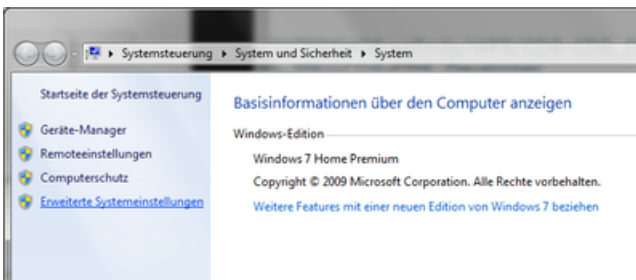 Systemsteuerung ▸ System und Sicherheit ▸ System
Startseite der Systemsteuerung
Geräte-Manager
Remoteeinstellungen
Computerschutz
Erweiterte Systemeinstellungen
Basisinformationen über den Computer anzeigen
Windows-Edition
Windows 7 Home Premium
Copyright © 2009 Microsoft Corporation. Alle Rechte vorbehalten.
Weitere Features mit einer neuen Edition von Windows 7 beziehen